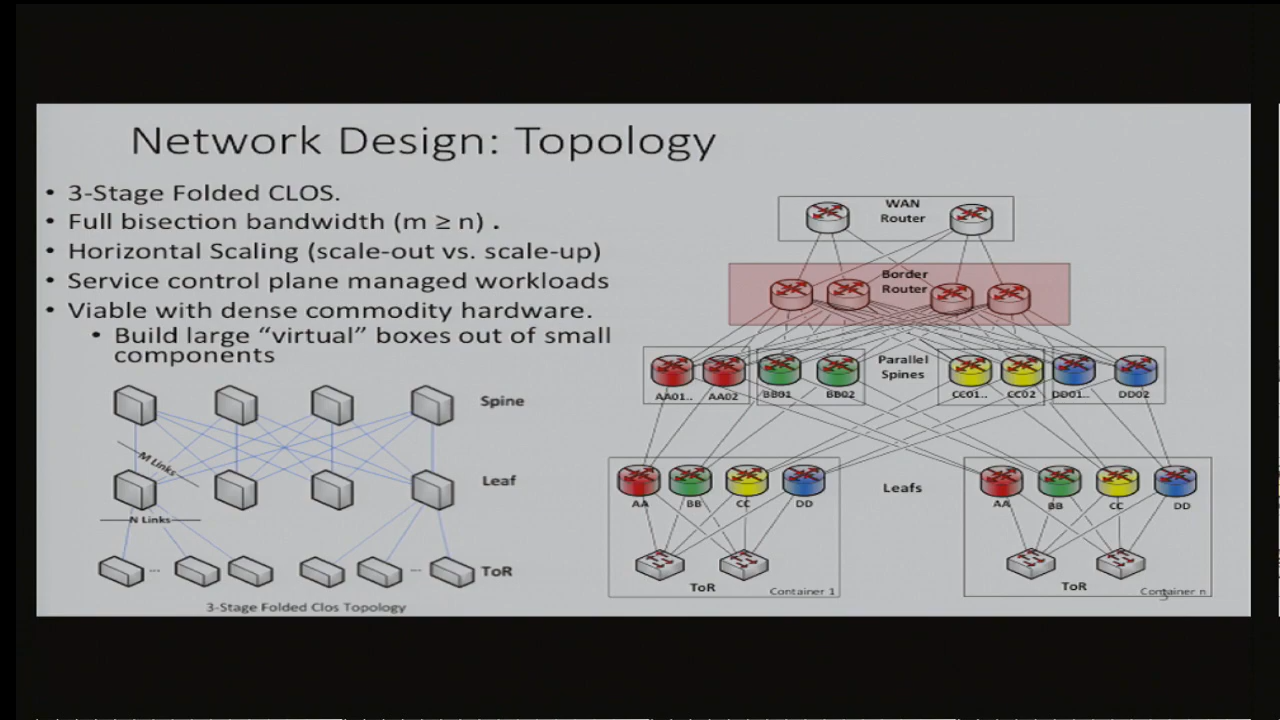 Network Design: Topology
• 3-Stage Folded CLOS.
• Full bisection bandwidth (m ≥ n) .
• Horizontal Scaling (scale-out vs. scale-up)
• Service control plane managed workloads
• Viable with dense commodity hardware.
• Build large “virtual” boxes out of small
components
Spine
M Links
Leaf
N Links
...
...
ToR
3-Stage Folded Clos Topology
WAN
Router
Border
Router
Parallel
Spines
AA01.. AA02 BB01 BB02 CC01.. CC02 DD01.. DD02
Leafs
AA BB CC DD
AA BB CC DD
ToR
Container 1
ToR
Container n